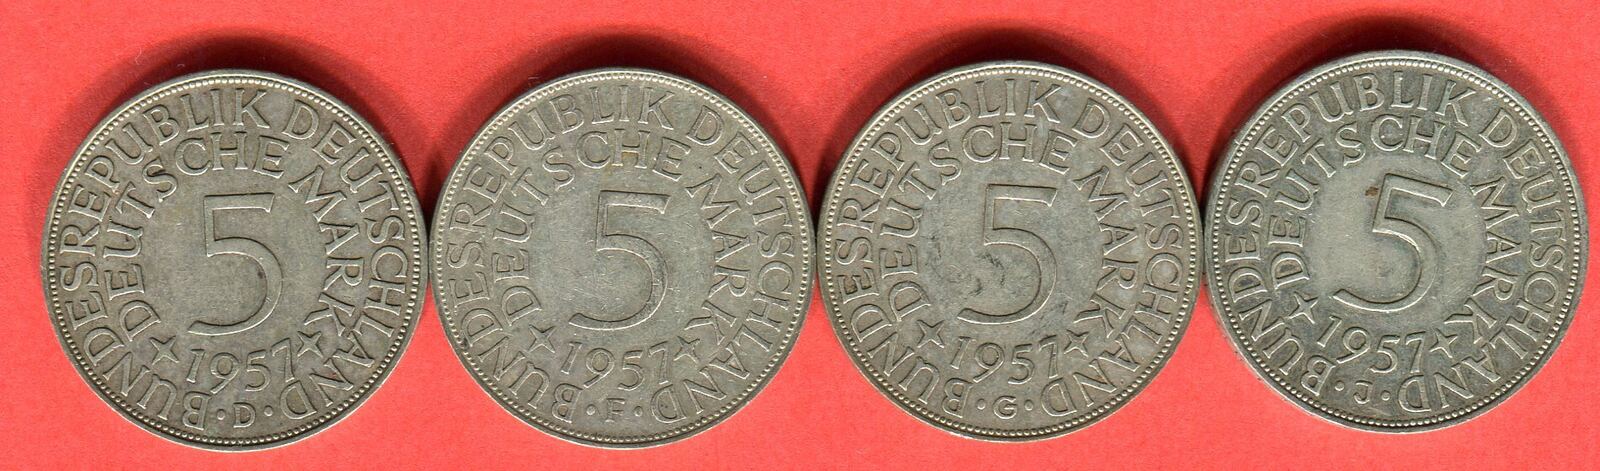 BUNDESREPUBLIK DEUTSCHLAND
DEUTSCHE MARK
5
1957
· D ·
BUNDESREPUBLIK DEUTSCHLAND
DEUTSCHE MARK
5
1957
· F ·
BUNDESREPUBLIK DEUTSCHLAND
DEUTSCHE MARK
5
1957
· G ·
BUNDESREPUBLIK DEUTSCHLAND
DEUTSCHE MARK
5
1957
· J ·